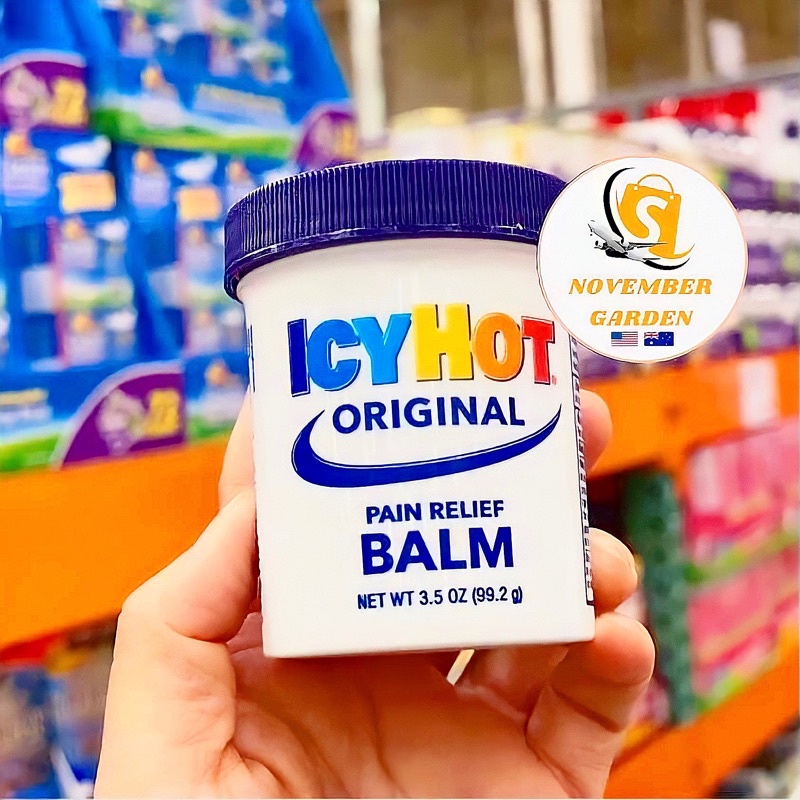 ICYHOT
ORIGINAL
PAIN RELIEF
BALM
NET WT 3.5 OZ (99.2 g)
S
NOVEMBER
GARDEN